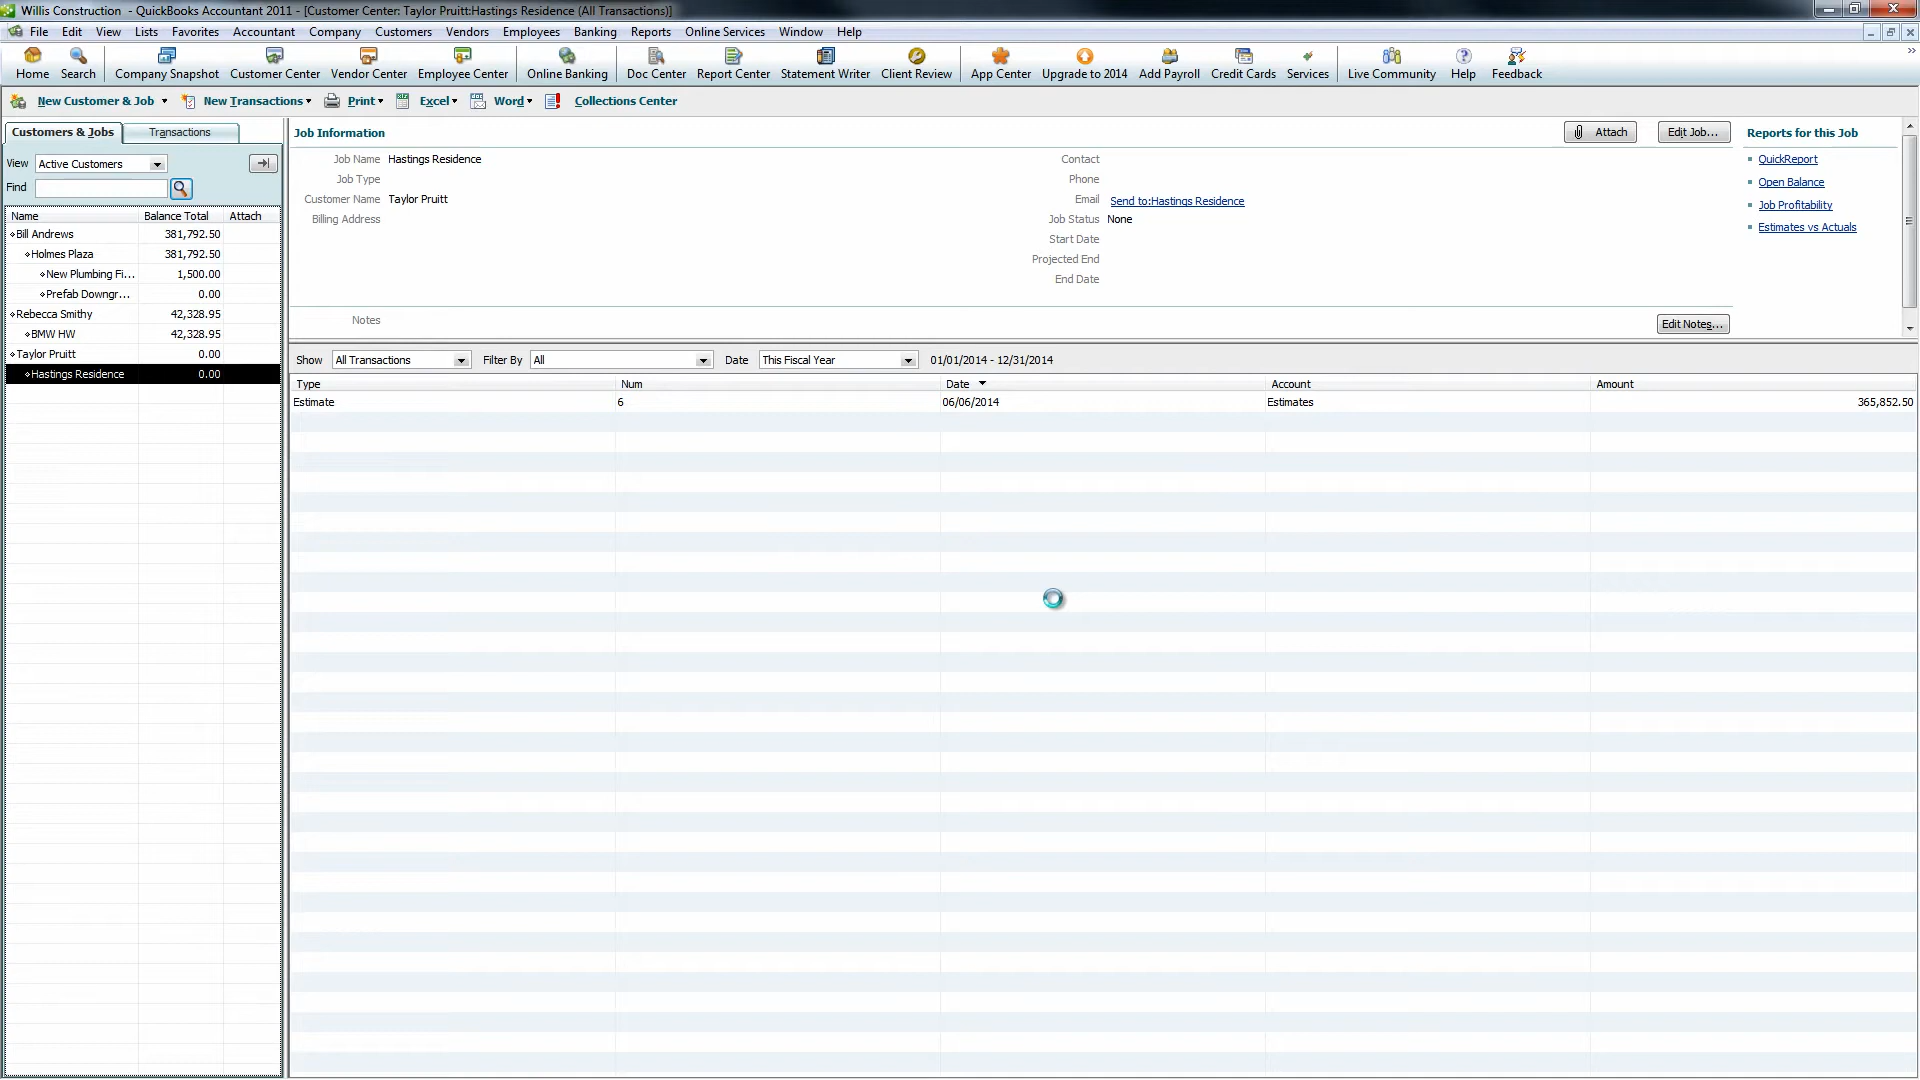 Willis Construction - QuickBooks Accountant 2011 - [Customer Center: Taylor Pruitt:Hastings Residence (All Transactions)]
File Edit View Lists Favorites Accountant Company Customers Vendors Employees Banking Reports Online Services Window Help
Home Search Company Snapshot Customer Center Vendor Center Employee Center Online Banking Doc Center Report Center Statement Writer Client Review App Center Upgrade to 2014 Add Payroll Credit Cards Services Live Community Help Feedback
New Customer & Job New Transactions Print Excel Word Collections Center
Customers & Jobs Transactions
View Active Customers
Find
Name Balance Total Attach
Bill Andrews 381,792.50
Holmes Plaza 381,792.50
New Plumbing Fi... 1,500.00
Prefab Downgr... 0.00
Rebecca Smithy 42,328.95
BMW HW 42,328.95
Taylor Pruitt 0.00
Hastings Residence 0.00
Job Information Attach Edit Job...
Job Name Hastings Residence
Job Type
Customer Name Taylor Pruitt
Billing Address
Contact
Phone
Email Send to:Hastings Residence
Job Status None
Start Date
Projected End
End Date
Notes Edit Notes...
Reports for this Job
QuickReport
Open Balance
Job Profitability
Estimates vs Actuals
Show All Transactions Filter By All Date This Fiscal Year 01/01/2014 - 12/31/2014
Type Num Date Account Amount
Estimate 6 06/06/2014 Estimates 365,852.50